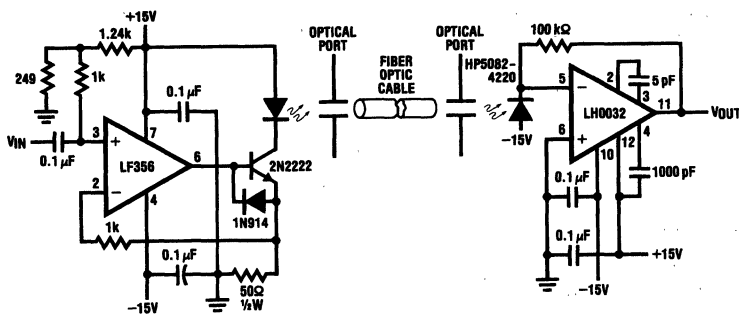 +15V
1.24k
249
1k
0.1 µF
VIN
0.1 µF
3
2
7
4
6
LF356
2N2222
1N914
1k
0.1 µF
-15V
50Ω
½W
OPTICAL
PORT
FIBER
OPTIC
CABLE
OPTICAL
PORT
HP5082-
4220
-15V
100 kΩ
5
6
2
3
5 pF
11
VOUT
LH0032
4
12
10
1000 pF
0.1 µF
0.1 µF
+15V
-15V